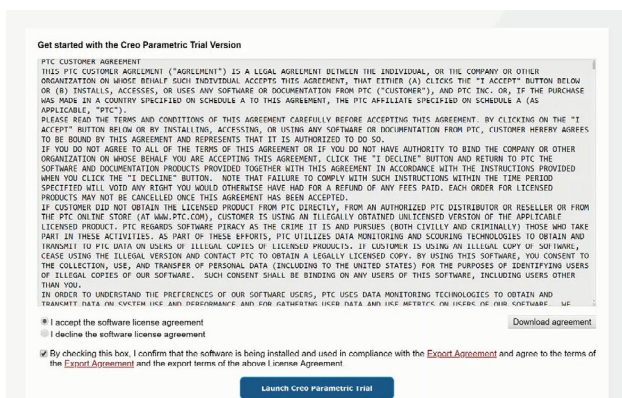 Get started with the Creo Parametric Trial Version
PTC CUSTOMER AGREEMENT
THIS PTC CUSTOMER AGREEMENT ("AGREEMENT") IS A LEGAL AGREEMENT BETWEEN THE INDIVIDUAL, OR THE COMPANY OR OTHER
ORGANIZATION ON WHOSE BEHALF SUCH INDIVIDUAL ACCEPTS THIS AGREEMENT, THAT EITHER (A) CLICKS THE "I ACCEPT" BUTTON BELOW
OR (B) INSTALLS, ACCESSES, OR USES ANY SOFTWARE OR DOCUMENTATION FROM PTC ("CUSTOMER"), AND PTC INC. OR, IF THE PURCHASE
WAS MADE IN A COUNTRY SPECIFIED ON SCHEDULE A TO THIS AGREEMENT, THE PTC AFFILIATE SPECIFIED ON SCHEDULE A (AS
APPLICABLE, "PTC").
PLEASE READ THE TERMS AND CONDITIONS OF THIS AGREEMENT CAREFULLY BEFORE ACCEPTING THIS AGREEMENT. BY CLICKING ON THE "I
ACCEPT" BUTTON BELOW OR BY INSTALLING, ACCESSING, OR USING ANY SOFTWARE OR DOCUMENTATION FROM PTC, CUSTOMER HEREBY AGREES
TO BE BOUND BY THIS AGREEMENT AND REPRESENTS THAT IT IS AUTHORIZED TO DO SO.
IF YOU DO NOT AGREE TO ALL OF THE TERMS OF THIS AGREEMENT OR IF YOU DO NOT HAVE AUTHORITY TO BIND THE COMPANY OR OTHER
ORGANIZATION ON WHOSE BEHALF YOU ARE ACCEPTING THIS AGREEMENT, CLICK THE "I DECLINE" BUTTON AND RETURN TO PTC THE
SOFTWARE AND DOCUMENTATION PRODUCTS PROVIDED TOGETHER WITH THIS AGREEMENT IN ACCORDANCE WITH THE INSTRUCTIONS PROVIDED
WHEN YOU CLICK THE "I DECLINE" BUTTON. NOTE THAT FAILURE TO COMPLY WITH SUCH INSTRUCTIONS WITHIN THE TIME PERIOD
SPECIFIED WILL VOID ANY RIGHT YOU WOULD OTHERWISE HAVE HAD FOR A REFUND OF ANY FEES PAID. EACH ORDER FOR LICENSED
PRODUCTS MAY NOT BE CANCELLED ONCE THIS AGREEMENT HAS BEEN ACCEPTED.
IF CUSTOMER DID NOT OBTAIN THE LICENSED PRODUCT FROM PTC DIRECTLY, FROM AN AUTHORIZED PTC DISTRIBUTOR OR RESELLER OR FROM
THE PTC ONLINE STORE (AT WWW.PTC.COM), CUSTOMER IS USING AN ILLEGALLY OBTAINED UNLICENSED VERSION OF THE APPLICABLE
LICENSED PRODUCT. PTC REGARDS SOFTWARE PIRACY AS THE CRIME IT IS AND PURSUES (BOTH CIVILLY AND CRIMINALLY) THOSE WHO TAKE
PART IN THESE ACTIVITIES. AS PART OF THESE EFFORTS, PTC UTILIZES DATA MONITORING AND SCOURING TECHNOLOGIES TO OBTAIN AND
TRANSMIT TO PTC DATA ON USERS OF ILLEGAL COPIES OF LICENSED PRODUCTS. IF CUSTOMER IS USING AN ILLEGAL COPY OF SOFTWARE,
CEASE USING THE ILLEGAL VERSION AND CONTACT PTC TO OBTAIN A LEGALLY LICENSED COPY. BY USING THIS SOFTWARE, YOU CONSENT TO
THE COLLECTION, USE, AND TRANSFER OF PERSONAL DATA (INCLUDING TO THE UNITED STATES) FOR THE PURPOSES OF IDENTIFYING USERS
OF ILLEGAL COPIES OF OUR SOFTWARE. SUCH CONSENT SHALL BE BINDING ON ANY USERS OF THIS SOFTWARE, INCLUDING USERS OTHER
THAN YOU.
IN ORDER TO UNDERSTAND THE PREFERENCES OF OUR SOFTWARE USERS, PTC USES DATA MONITORING TECHNOLOGIES TO OBTAIN AND
TRANSMIT DATA ON SYSTEM USE AND PERFORMANCE AND FOR GATHERING USER DATA AND USE METRICS ON USERS OF OUR SOFTWARE. WE
I accept the software license agreement
Download agreement
I decline the software license agreement
By checking this box, I confirm that the software is being installed and used in compliance with the Export Agreement and agree to the terms of
the Export Agreement and the export terms of the above License Agreement.
Launch Creo Parametric Trial